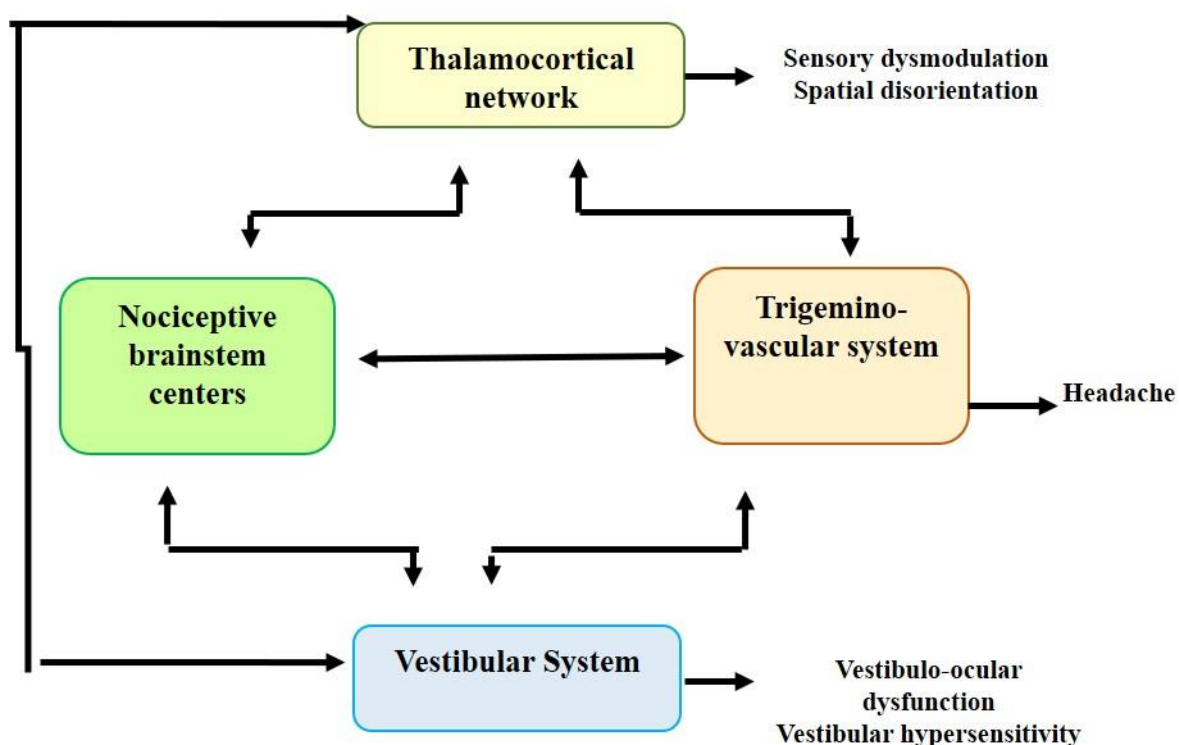 Thalamocortical
network
Sensory dysmodulation
Spatial disorientation
Nociceptive
brainstem
centers
Trigemino-
vascular system
Headache
Vestibular System
Vestibulo-ocular
dysfunction
Vestibular hypersensitivity